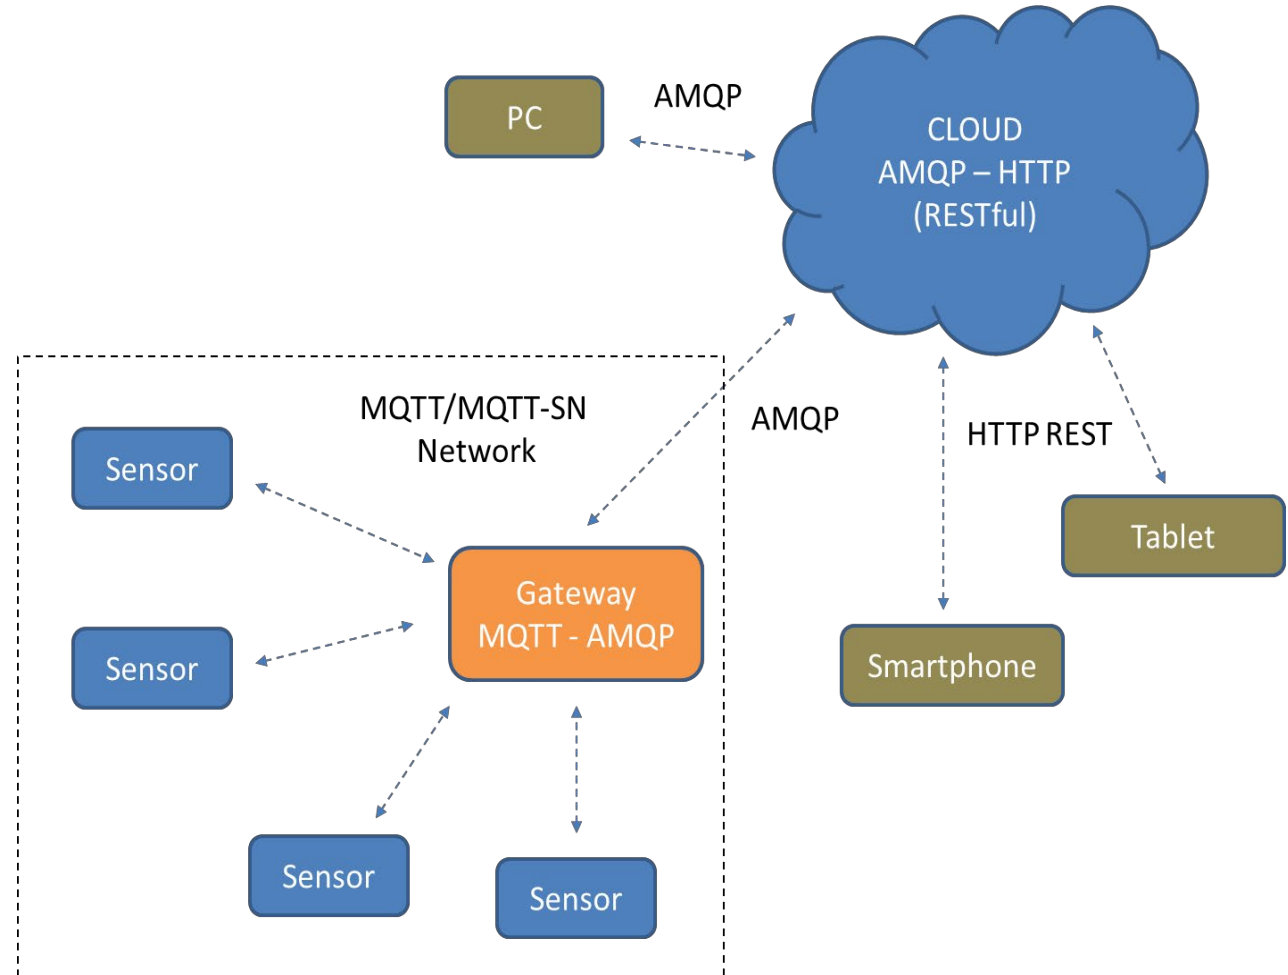 AMQP
PC
CLOUD
AMQP – HTTP
(RESTful)
MQTT/MQTT-SN
Network
AMQP
HTTP REST
Sensor
Tablet
Gateway
MQTT - AMQP
Sensor
Smartphone
Sensor
Sensor